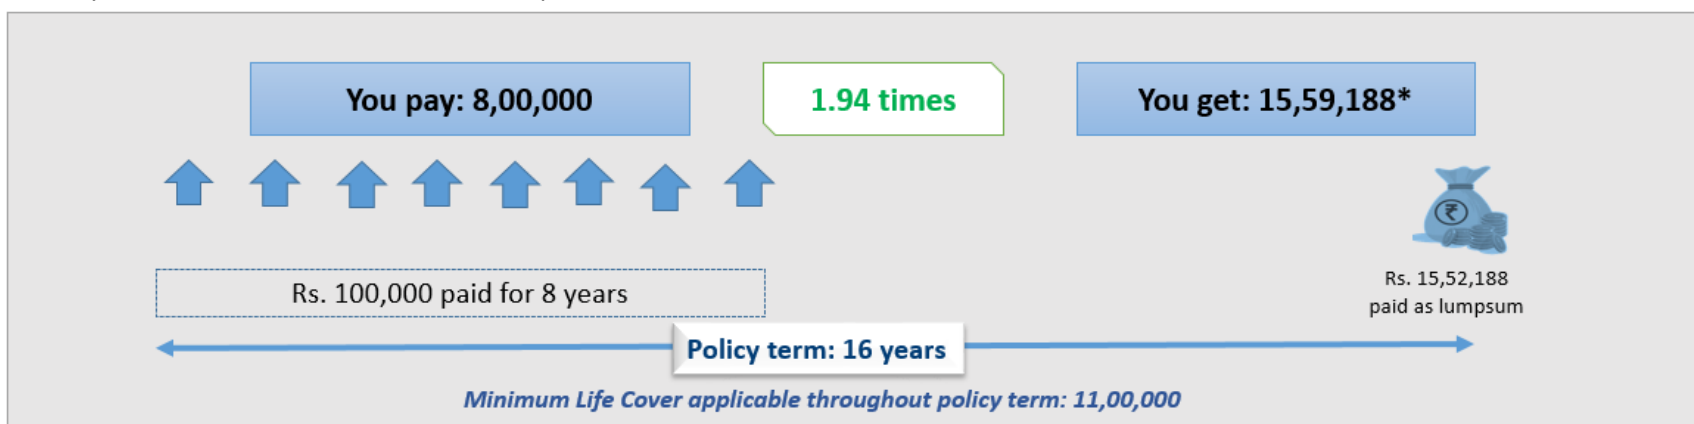 You pay: 8,00,000
1.94 times
You get: 15,59,188*
₹
Rs. 100,000 paid for 8 years
Rs. 15,52,188
paid as lumpsum
Policy term: 16 years
Minimum Life Cover applicable throughout policy term: 11,00,000